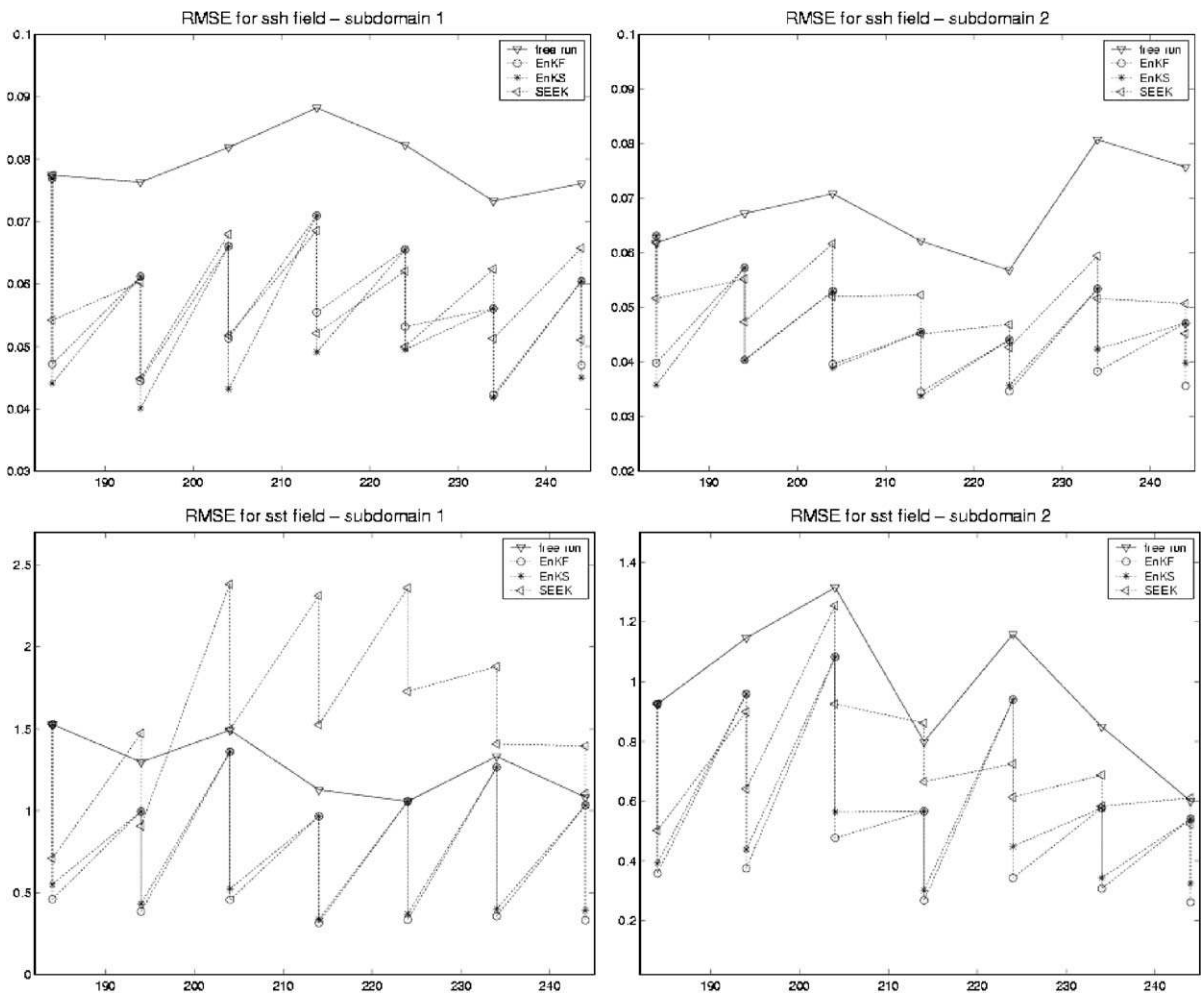 RMSE for ssh field – subdomain 1
0.1
0.09
0.08
0.07
0.06
0.05
0.04
0.03
190
200
210
220
230
240
free run
EnKF
EnKS
SEEK
RMSE for ssh field – subdomain 2
0.1
0.09
0.08
0.07
0.06
0.05
0.04
0.03
0.02
190
200
210
220
230
240
free run
EnKF
EnKS
SEEK
RMSE for sst field – subdomain 1
2.5
2
1.5
1
0.5
0
190
200
210
220
230
240
free run
EnKF
EnKS
SEEK
RMSE for sst field – subdomain 2
1.4
1.2
1
0.8
0.6
0.4
0.2
190
200
210
220
230
240
free run
EnKF
EnKS
SEEK